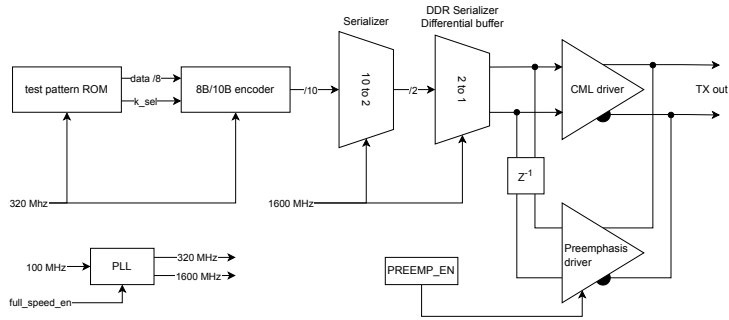 Serializer
DDR Serializer
Differential buffer
test pattern ROM
data /8
k_sel
8B/10B encoder
/10
10 to 2
/2
2 to 1
CML driver
TX out
320 Mhz
1600 MHz
Z-1
Preemphasis
driver
100 MHz
PLL
320 MHz
1600 MHz
full_speed_en
PREEMP_EN